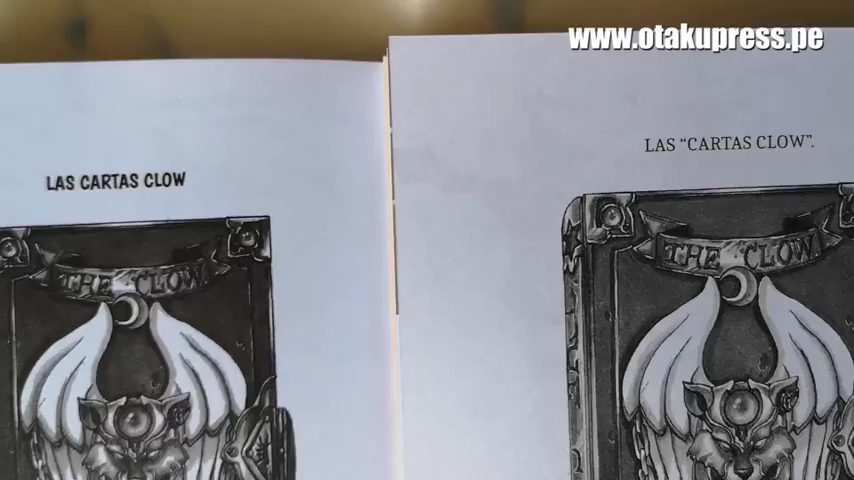 www.otakupress.pe
LAS CARTAS CLOW
THE CLOW
LAS “CARTAS CLOW”.
THE CLOW